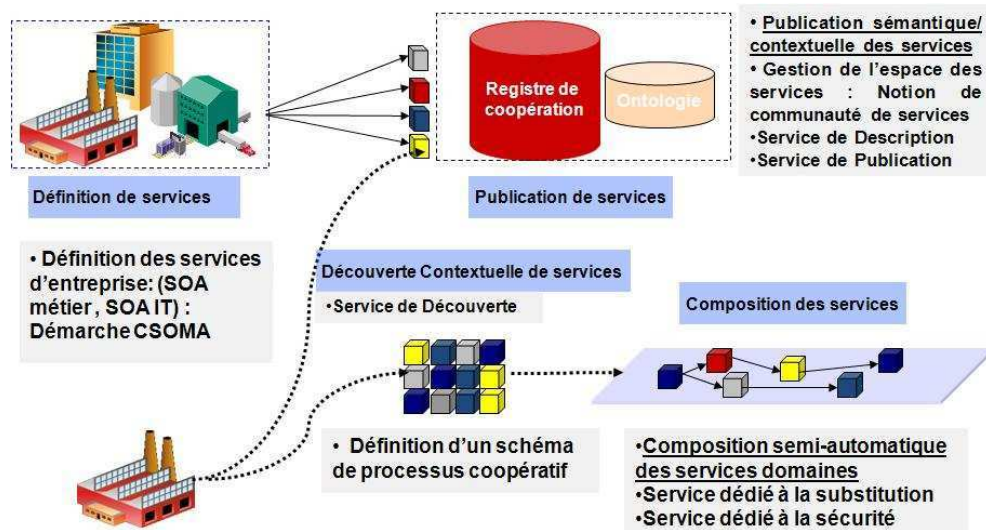 • Publication sémantique/
contextuelle des services
• Gestion de l'espace des
services : Notion de
communauté de services
•Service de Description
•Service de Publication
Registre de
coopération
Ontologie
Définition de services
Publication de services
• Définition des services
d'entreprise: (SOA
métier , SOA IT) :
Démarche CSOMA
Découverte Contextuelle de services
•Service de Découverte
Composition des services
• Définition d'un schéma
de processus coopératif
•Composition semi-automatique
des services domaines
•Service dédié à la substitution
•Service dédié à la sécurité